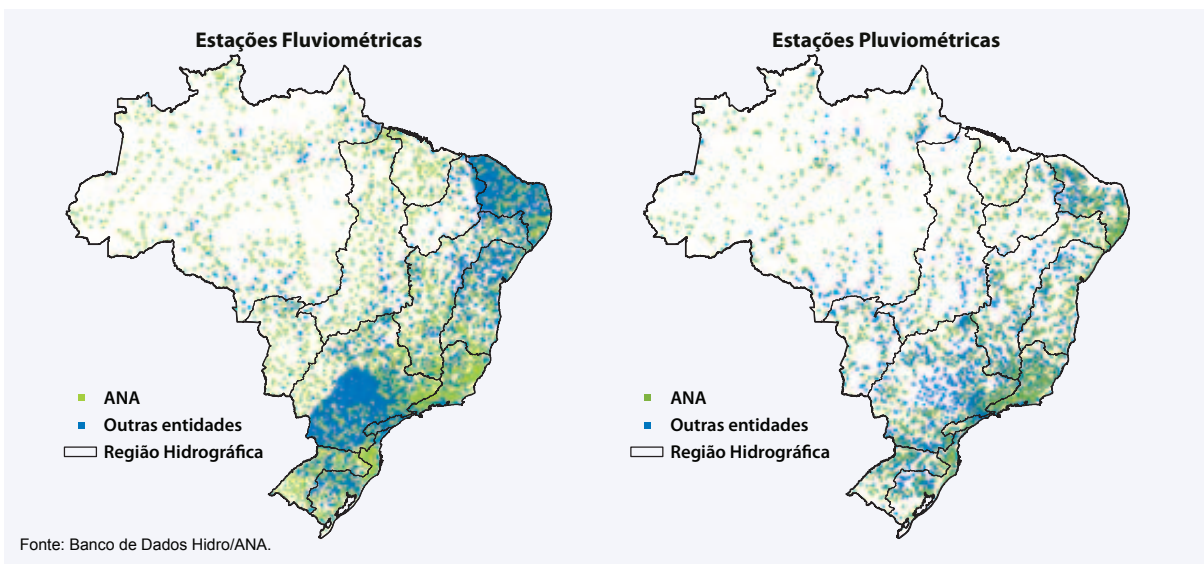 Estações Fluviométricas
Estações Pluviométricas
ANA
Outras entidades
Região Hidrográfica
ANA
Outras entidades
Região Hidrográfica
Fonte: Banco de Dados Hidro/ANA.